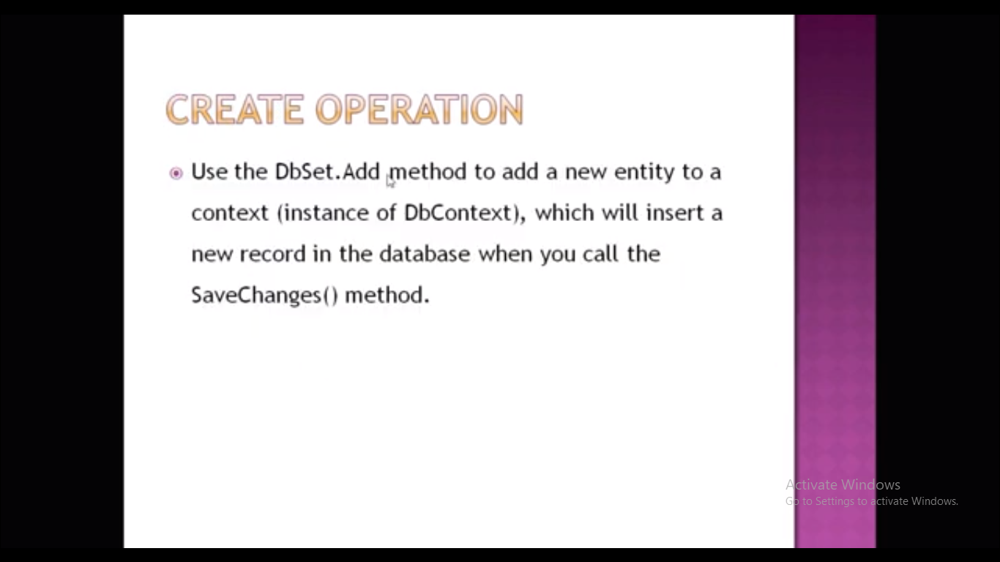 CREATE OPERATION
Use the DbSet.Add method to add a new entity to a
context (instance of DbContext), which will insert a
new record in the database when you call the
SaveChanges() method.
Activate Windows
Go to Settings to activate Windows.